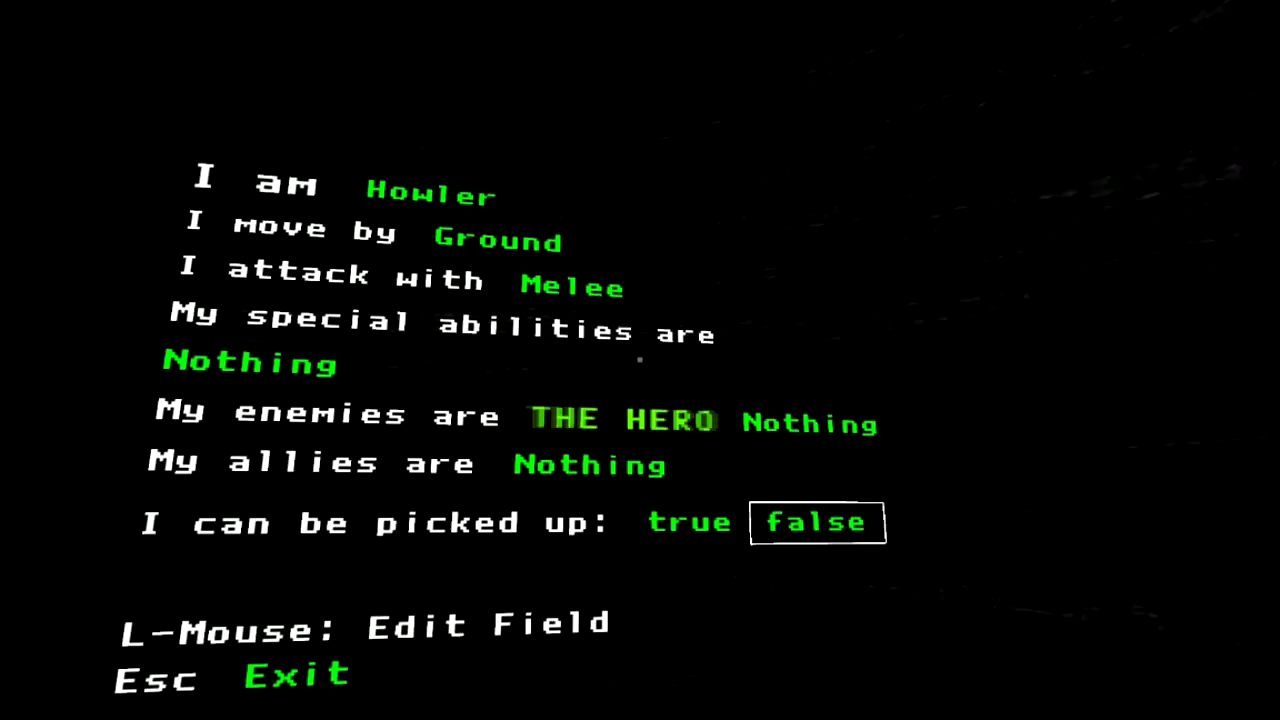 I am Howler
I move by Ground
I attack with Melee
My special abilities are
Nothing
My enemies are THE HERO Nothing
My allies are Nothing
I can be picked up: true false
L-Mouse: Edit Field
Esc Exit